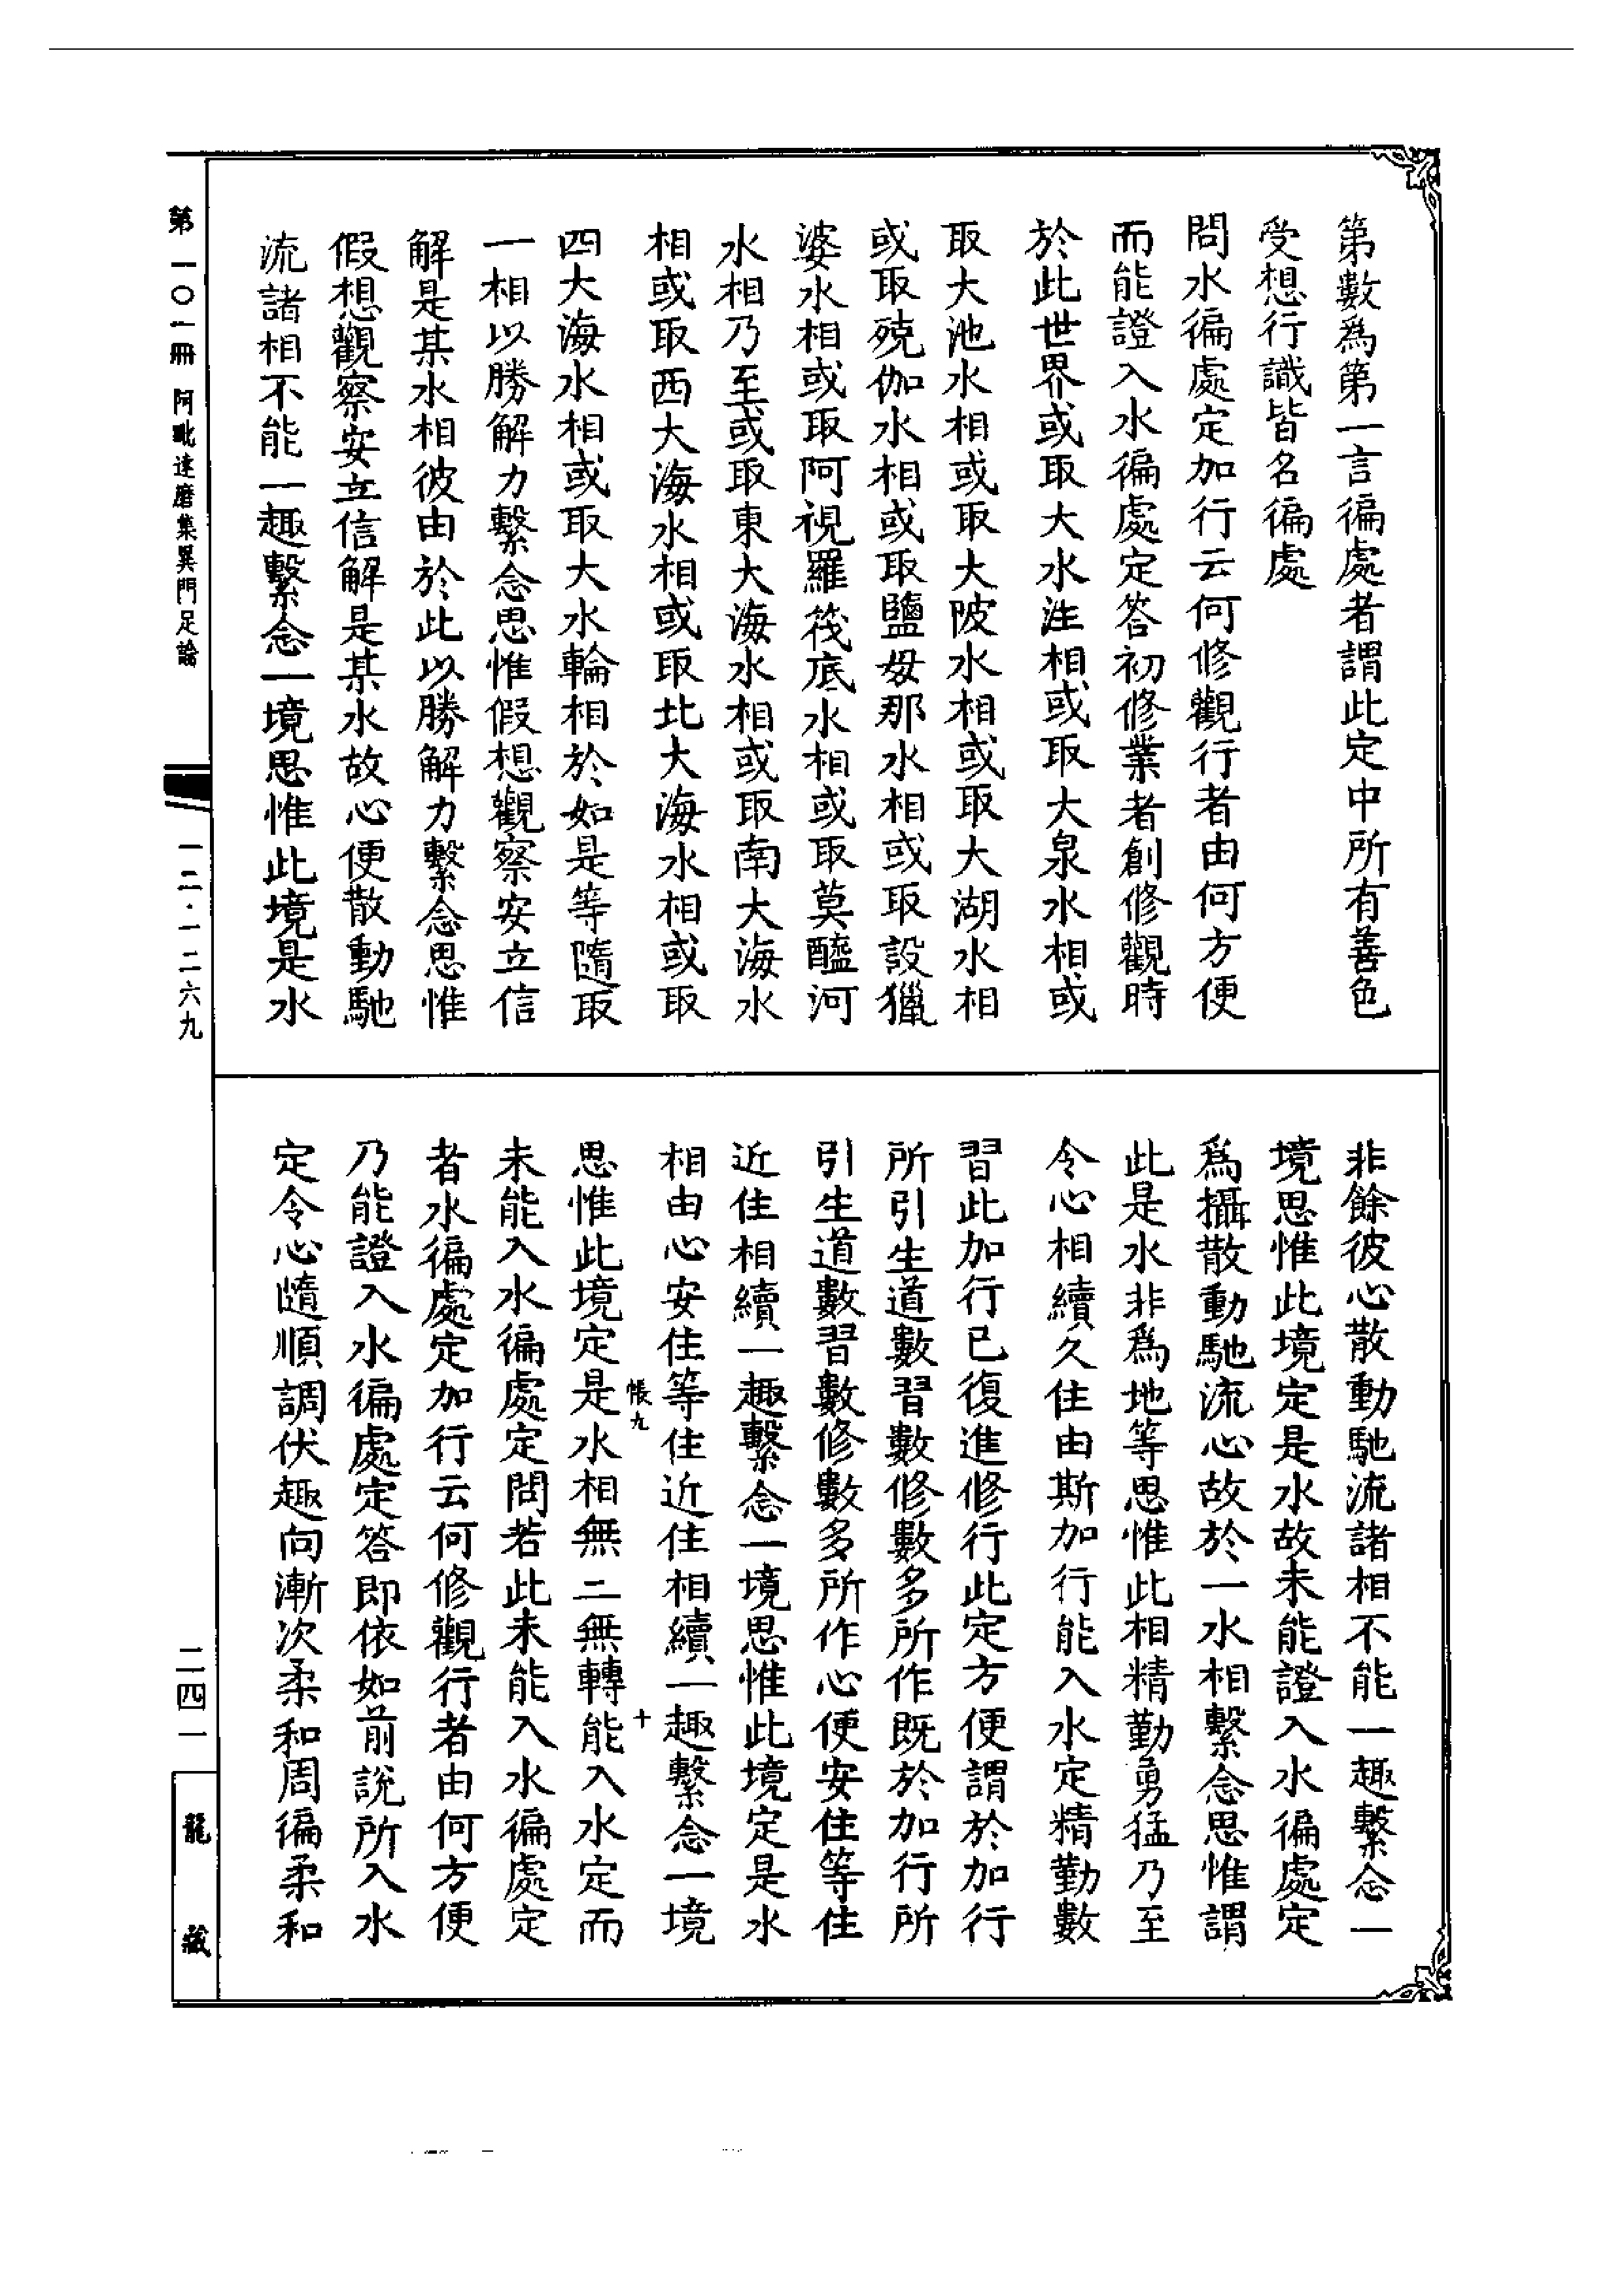 第數爲第一言徧處者謂此定中所有善色
受想行識皆名徧處
問水徧處定加行云何修觀行者由何方便
而能證入水徧處定答初修業者創修觀時
於此世界或取大水洼相或取大泉水相或
取大池水相或取大陂水相或取大湖水相
或取殑伽水相或取鹽母那水相或取設獵
婆水相或取阿視羅筏底水相或取莫醯河
水相乃至或取東大海水相或取南大海水
相或取西大海水相或取北大海水相或取
四大海水相或取大水輪相於如是等隨取
一相以勝解力繫念思惟假想觀察安立信
解是某水相彼由於此以勝解力繫念思惟
假想觀察安立信解是某水故心便散動馳
流諸相不能一趣繫念一境思惟此境是水
非餘彼心散動馳流諸相不能一趣繫念一
境思惟此境定是水故未能證入水徧處定
爲攝散動馳流心故於一水相繫念思惟謂
此是水非爲地等思惟此相精勤勇猛乃至
令心相續久住由斯加行能入水定精勤數
習此加行已復進修行此定方便謂於加行
所引生道數習數修數多所作既於加行所
引生道數習數修數多所作心便安住等住
近住相續一趣繫念一境思惟此境定是水
相由心安住等住近住相續一趣繫念一境
悵九 十
思惟此境定是水相無二無轉能入水定而
未能入水徧處定問若此未能入水徧處定
者水徧處定加行云何修觀行者由何方便
乃能證入水徧處定答即依如前說所入水
定令心隨順調伏趣向漸次柔和周徧柔和
第一〇一冊 阿毗達磨集異門足論
一二·一二六九
二四一
龍藏